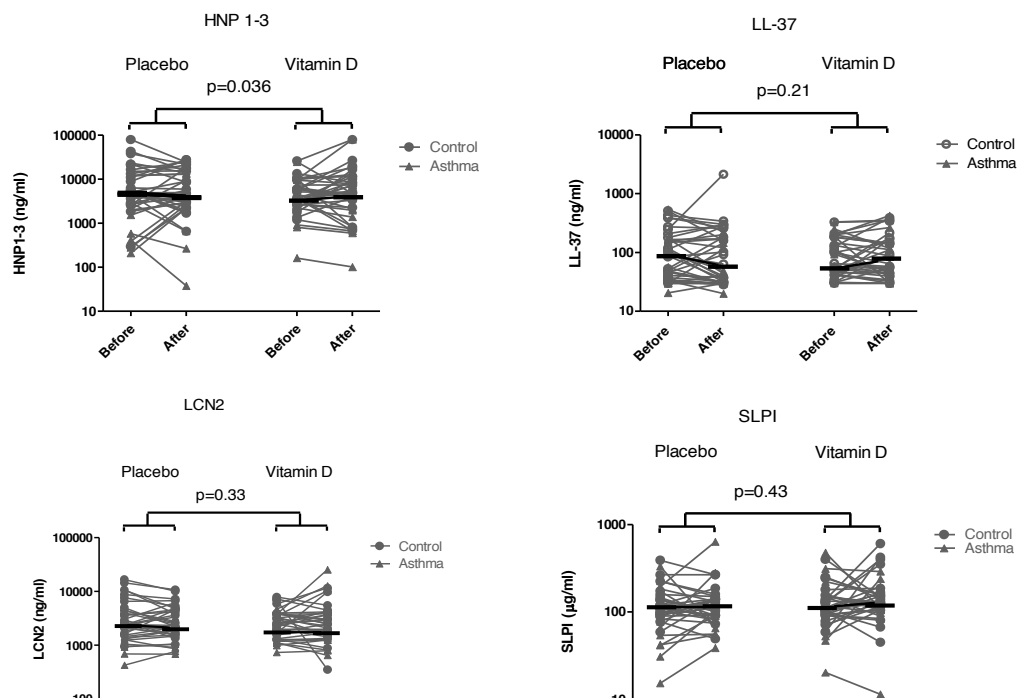 HNP 1-3
Placebo Vitamin D
p=0.036
100000
10000
1000
100
10
HNP1-3 (ng/ml)
Before After Before After
Control
Asthma
LL-37
Placebo Vitamin D
p=0.21
10000
1000
100
10
LL-37 (ng/ml)
Before After Before After
Control
Asthma
LCN2
Placebo Vitamin D
p=0.33
100000
10000
1000
100
LCN2 (ng/ml)
Control
Asthma
SLPI
Placebo Vitamin D
p=0.43
1000
100
10
SLPI (µg/ml)
Control
Asthma